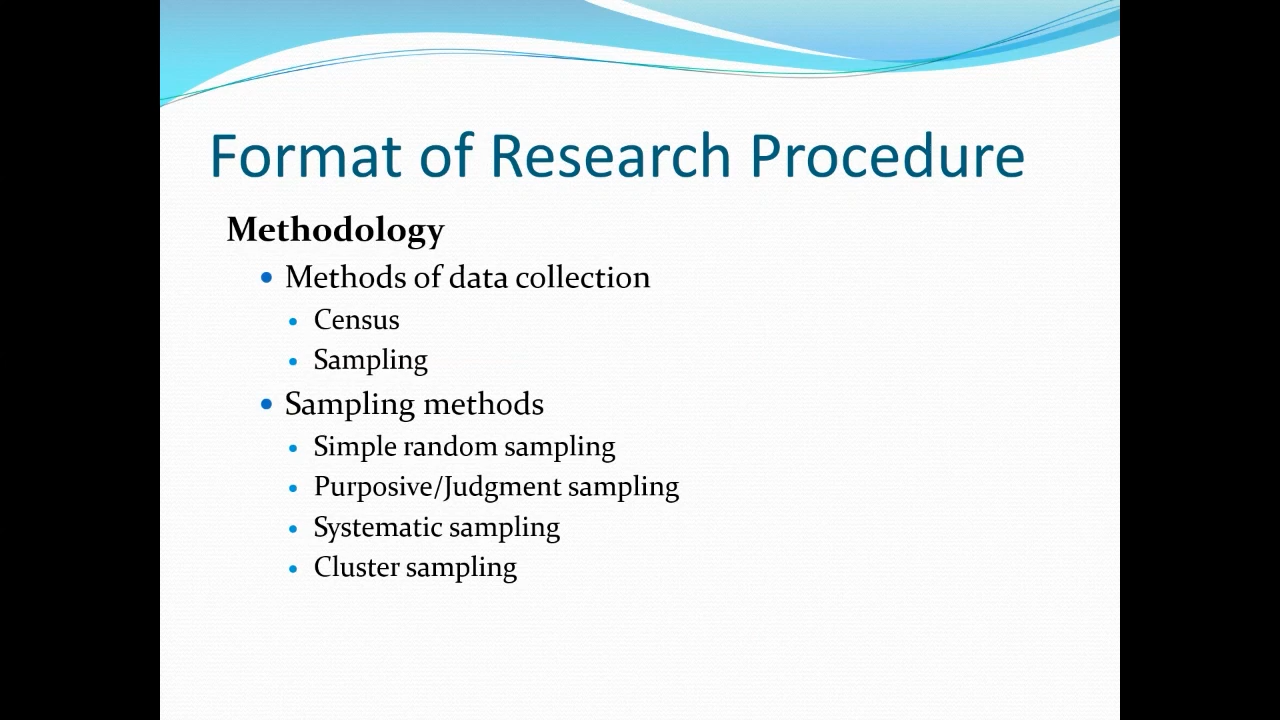 Format of Research Procedure
Methodology
• Methods of data collection
• Census
• Sampling
• Sampling methods
• Simple random sampling
• Purposive/Judgment sampling
• Systematic sampling
• Cluster sampling